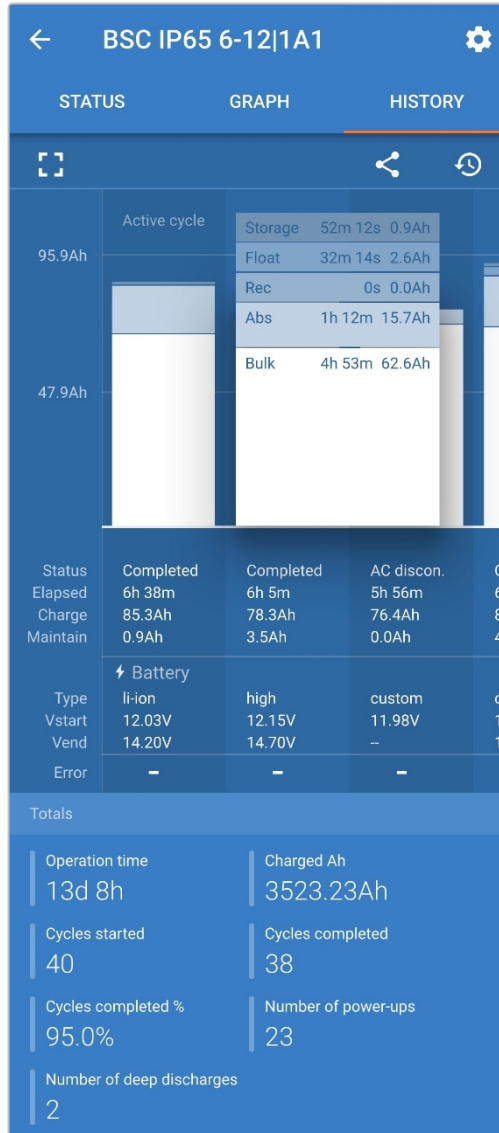 BSC IP65 6-12|1A1
STATUS GRAPH HISTORY
Active cycle
95.9Ah
47.9Ah
Storage 52m 12s 0.9Ah
Float 32m 14s 2.6Ah
Rec 0s 0.0Ah
Abs 1h 12m 15.7Ah
Bulk 4h 53m 62.6Ah
Status Completed Completed AC discon.
Elapsed 6h 38m 6h 5m 5h 56m
Charge 85.3Ah 78.3Ah 76.4Ah
Maintain 0.9Ah 3.5Ah 0.0Ah
Battery
Type li-ion high custom
Vstart 12.03V 12.15V 11.98V
Vend 14.20V 14.70V --
Error – – –
Totals
Operation time Charged Ah
13d 8h 3523.23Ah
Cycles started Cycles completed
40 38
Cycles completed % Number of power-ups
95.0% 23
Number of deep discharges
2